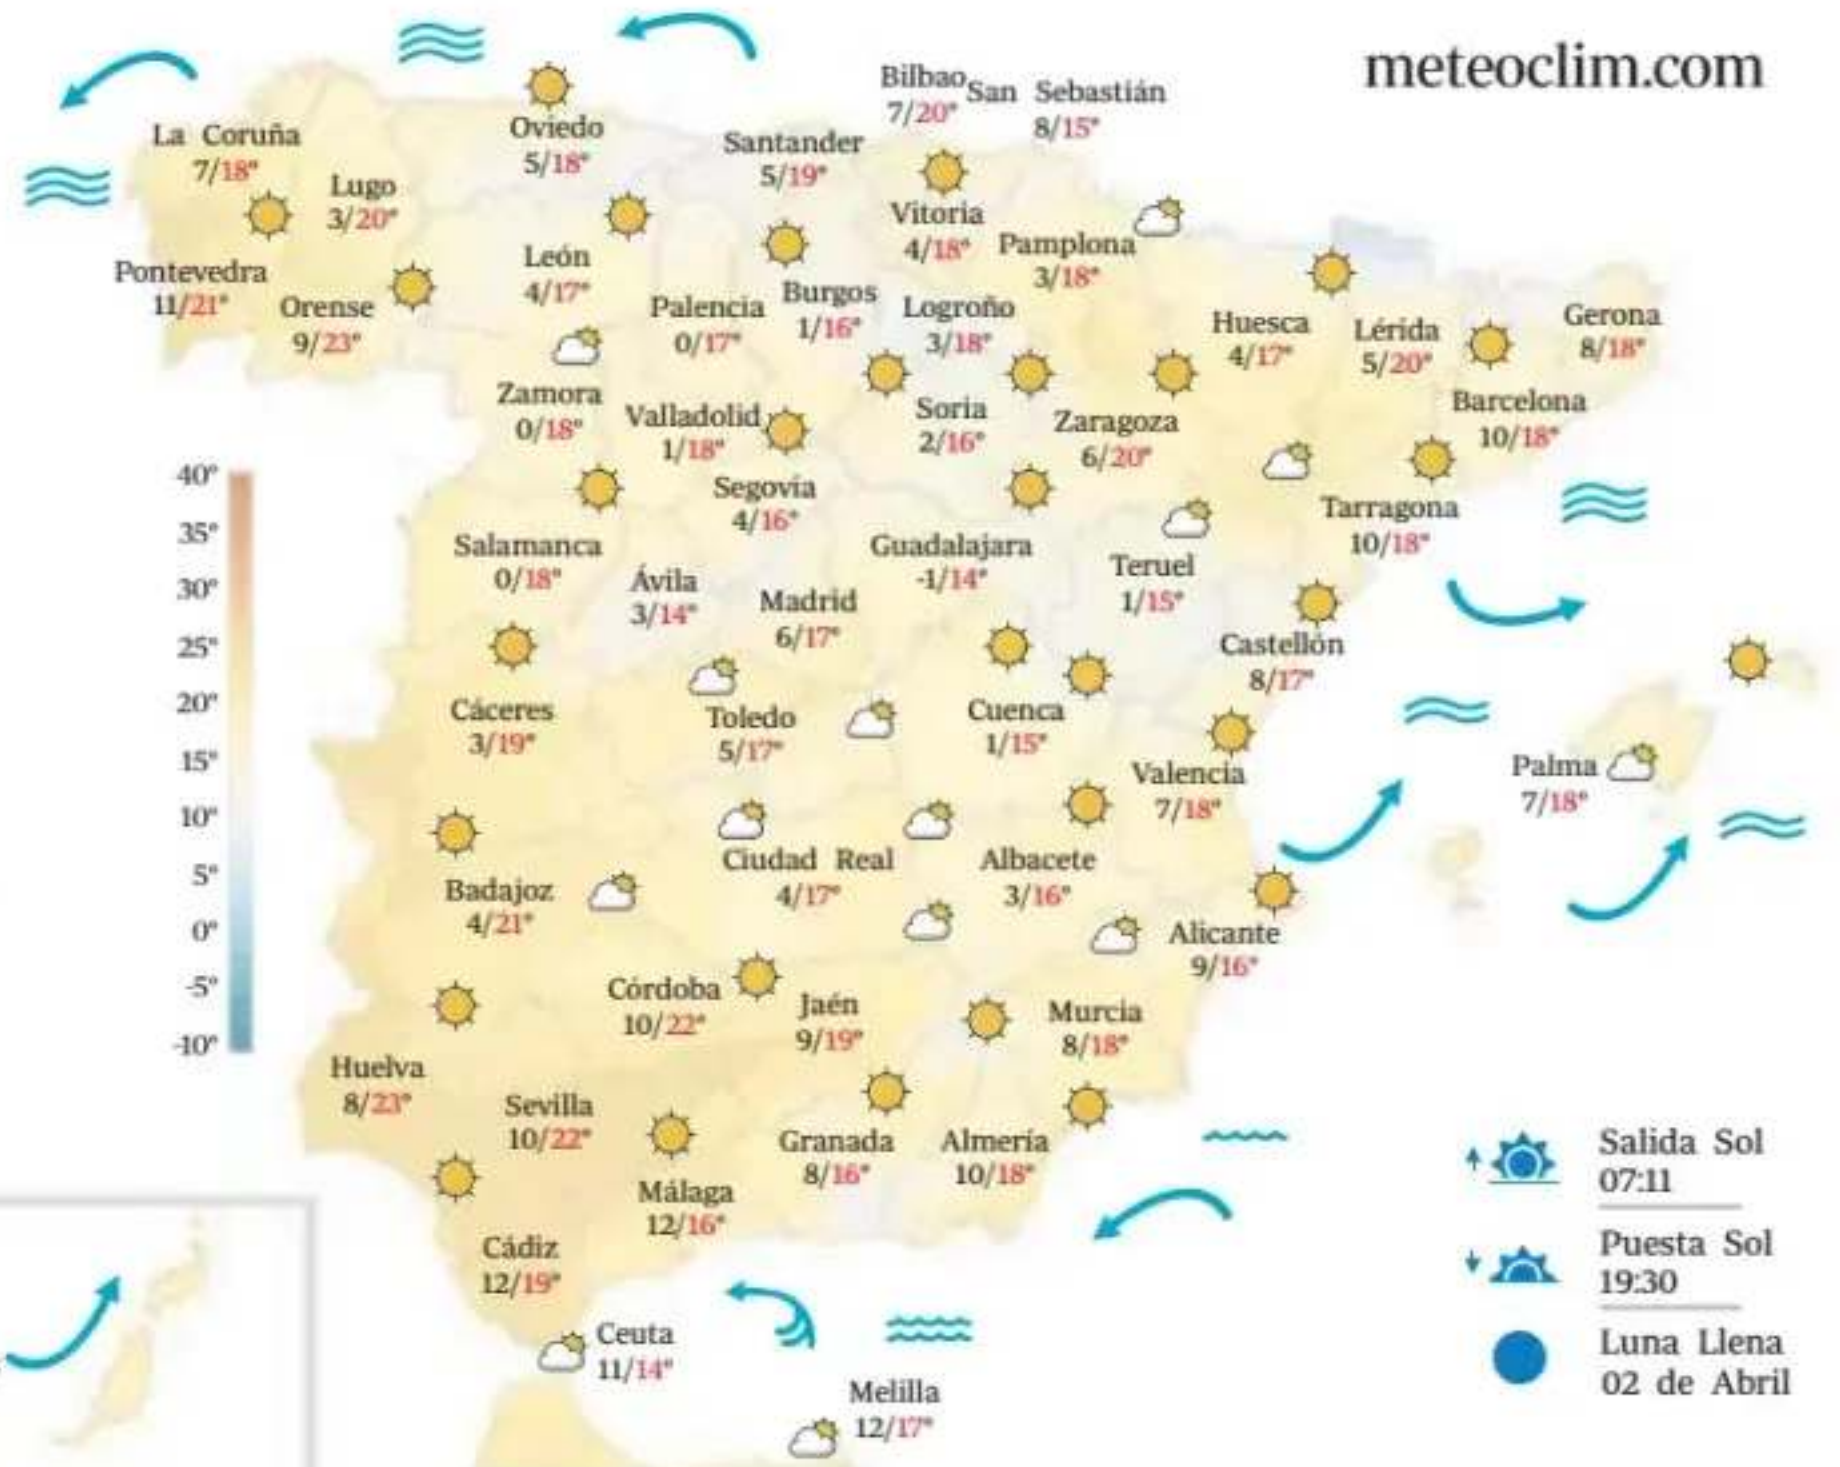 meteoclim.com
Bilbao
7/20°
San Sebastián
8/15°
La Coruña
7/18°
Oviedo
5/18°
Santander
5/19°
Lugo
3/20°
Vitoria
4/18°
Pamplona
3/18°
Pontevedra
11/21°
Orense
9/23°
León
4/17°
Palencia
0/17°
Burgos
1/16°
Logroño
3/18°
Huesca
4/17°
Lérida
5/20°
Gerona
8/18°
Zamora
0/18°
Valladolid
1/18°
Soria
2/16°
Zaragoza
6/20°
Barcelona
10/18°
Segovia
4/16°
Tarragona
10/18°
Salamanca
0/18°
Ávila
3/14°
Madrid
6/17°
Guadalajara
-1/14°
Teruel
1/15°
Castellón
8/17°
Cáceres
3/19°
Toledo
5/17°
Cuenca
1/15°
Valencia
7/18°
Palma
7/18°
Badajoz
4/21°
Ciudad Real
4/17°
Albacete
3/16°
Alicante
9/16°
Córdoba
10/22°
Jaén
9/19°
Murcia
8/18°
Huelva
8/23°
Sevilla
10/22°
Granada
8/16°
Almería
10/18°
Málaga
12/16°
Cádiz
12/19°
Ceuta
11/14°
Melilla
12/17°
40°
35°
30°
25°
20°
15°
10°
5°
0°
-5°
-10°
Salida Sol
07:11
Puesta Sol
19:30
Luna Llena
02 de Abril